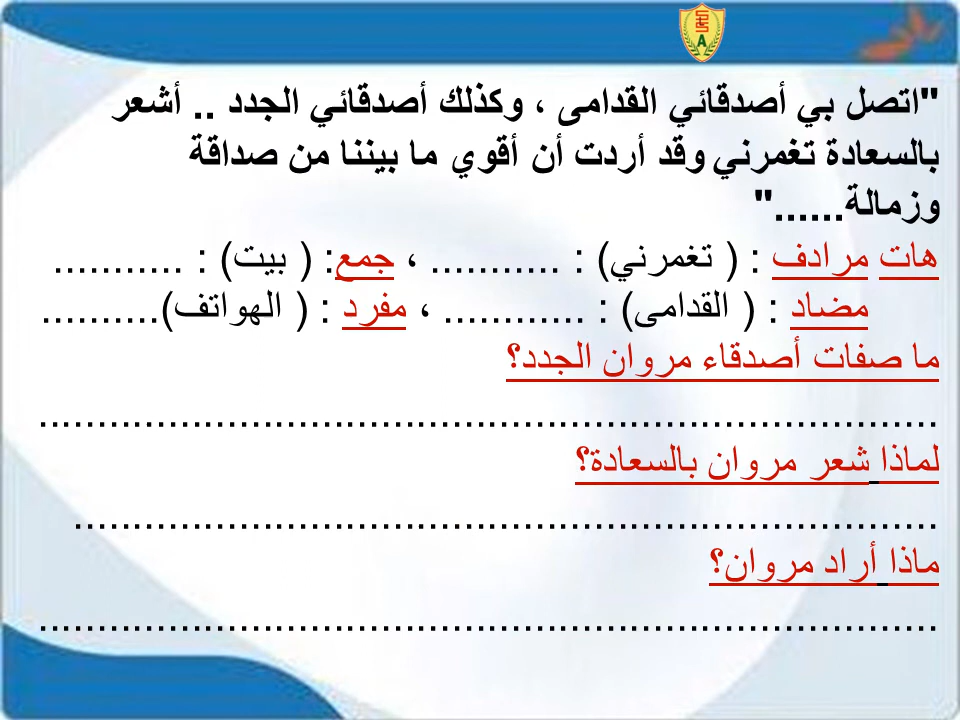 "اتصل بي أصدقائي القدامى ، وكذلك أصدقائي الجدد .. أشعر
بالسعادة تغمرني وقد أردت أن أقوي ما بيننا من صداقة
وزمالة......"
هات مرادف : ( تغمرني) : ........... ، جمع: ( بيت) : ...........
مضاد : ( القدامى) : ............ ، مفرد : ( الهواتف)..........
ما صفات أصدقاء مروان الجدد؟
...........................................................................
لماذا شعر مروان بالسعادة؟
........................................................................
ماذا أراد مروان؟
...........................................................................